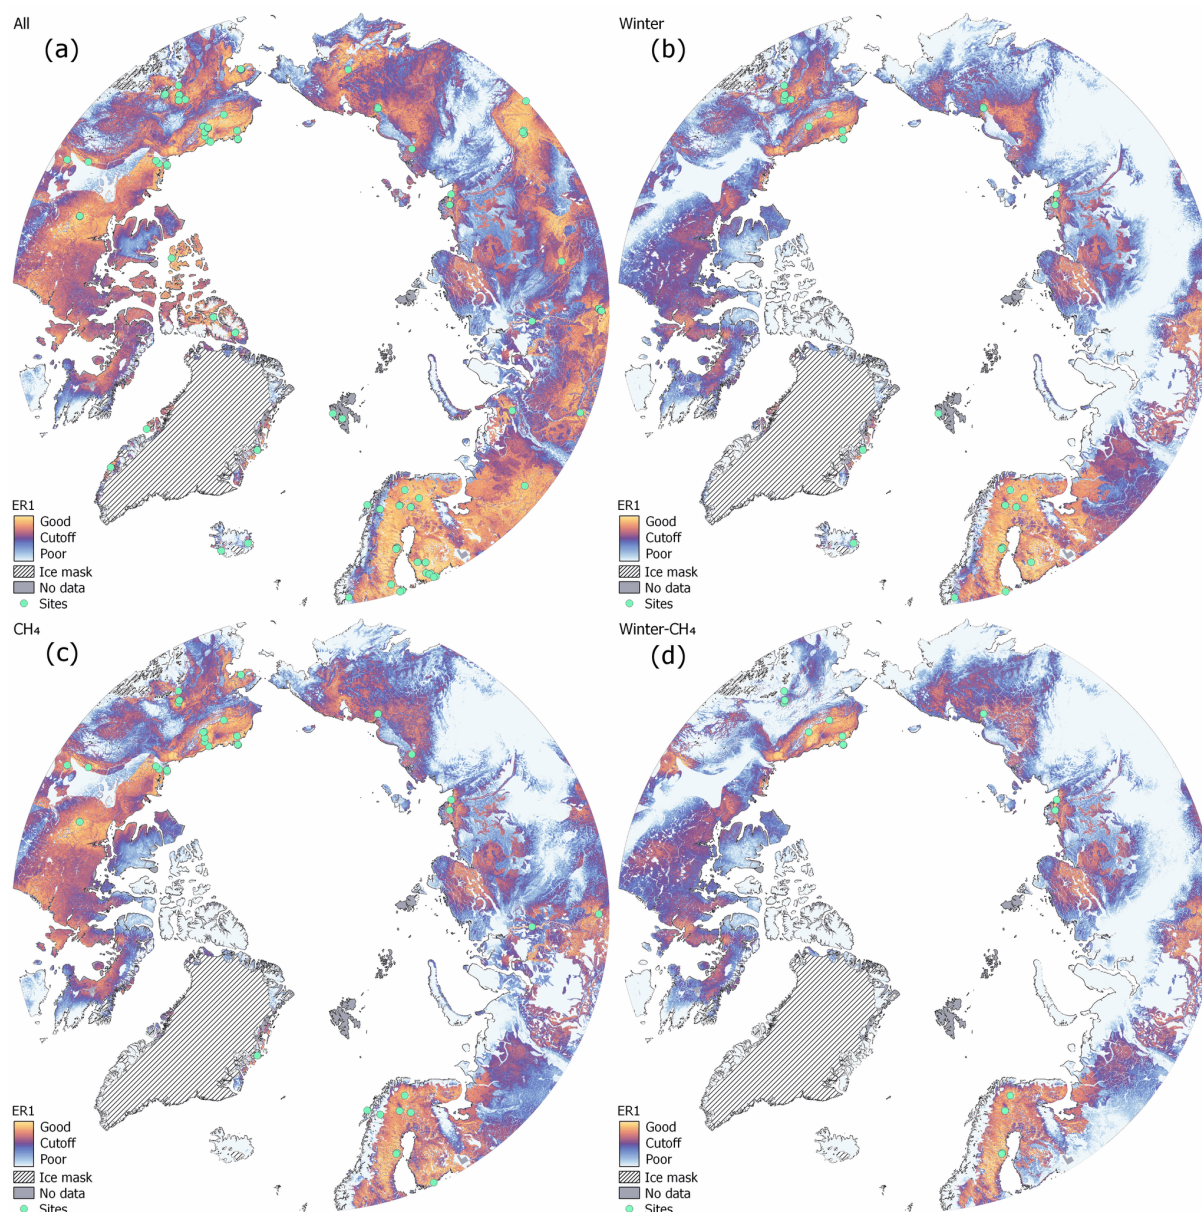 All
(a)
ER1
Good
Cutoff
Poor
Ice mask
No data
Sites
Winter
(b)
ER1
Good
Cutoff
Poor
Ice mask
No data
Sites
CH₄
(c)
ER1
Good
Cutoff
Poor
Ice mask
No data
Sites
Winter-CH₄
(d)
ER1
Good
Cutoff
Poor
Ice mask
No data
Sites